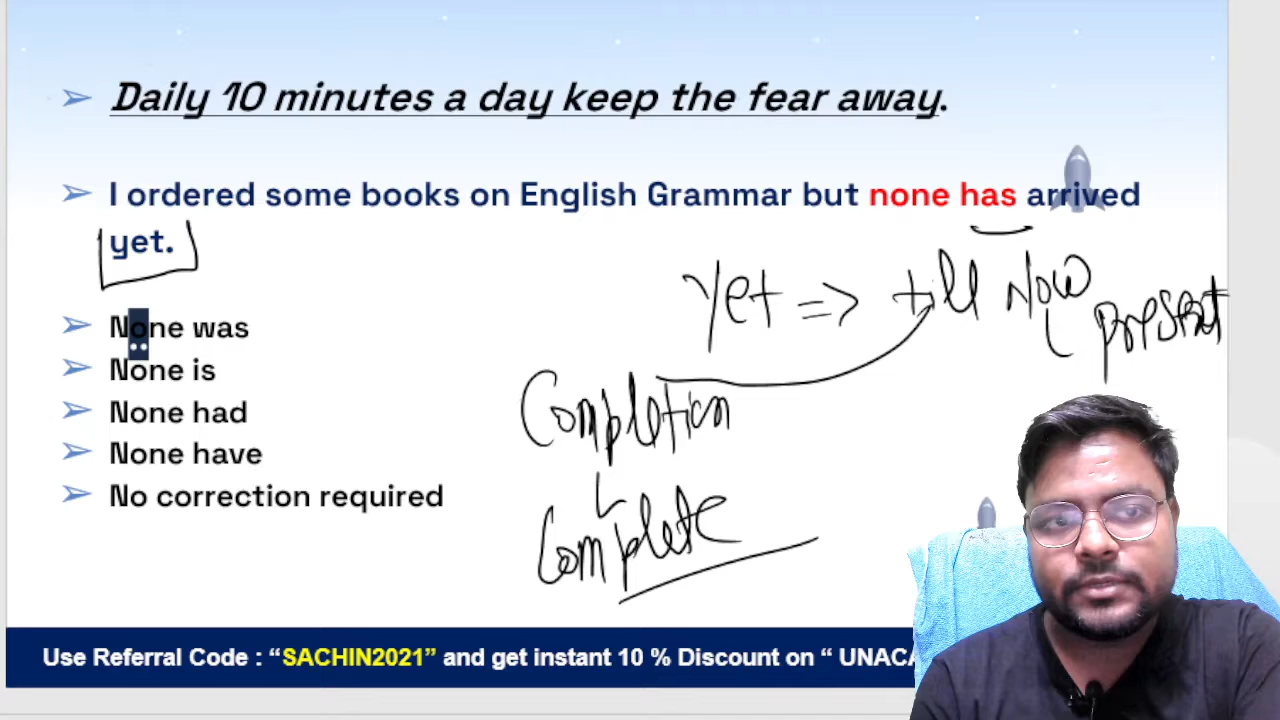 Daily 10 minutes a day keep the fear away.
I ordered some books on English Grammar but none has arrived
yet.
Yet => till Now
present
None was
None is
None had
None have
No correction required
Completion
Complete
Use Referral Code : “SACHIN2021” and get instant 10 % Discount on “ UNACA